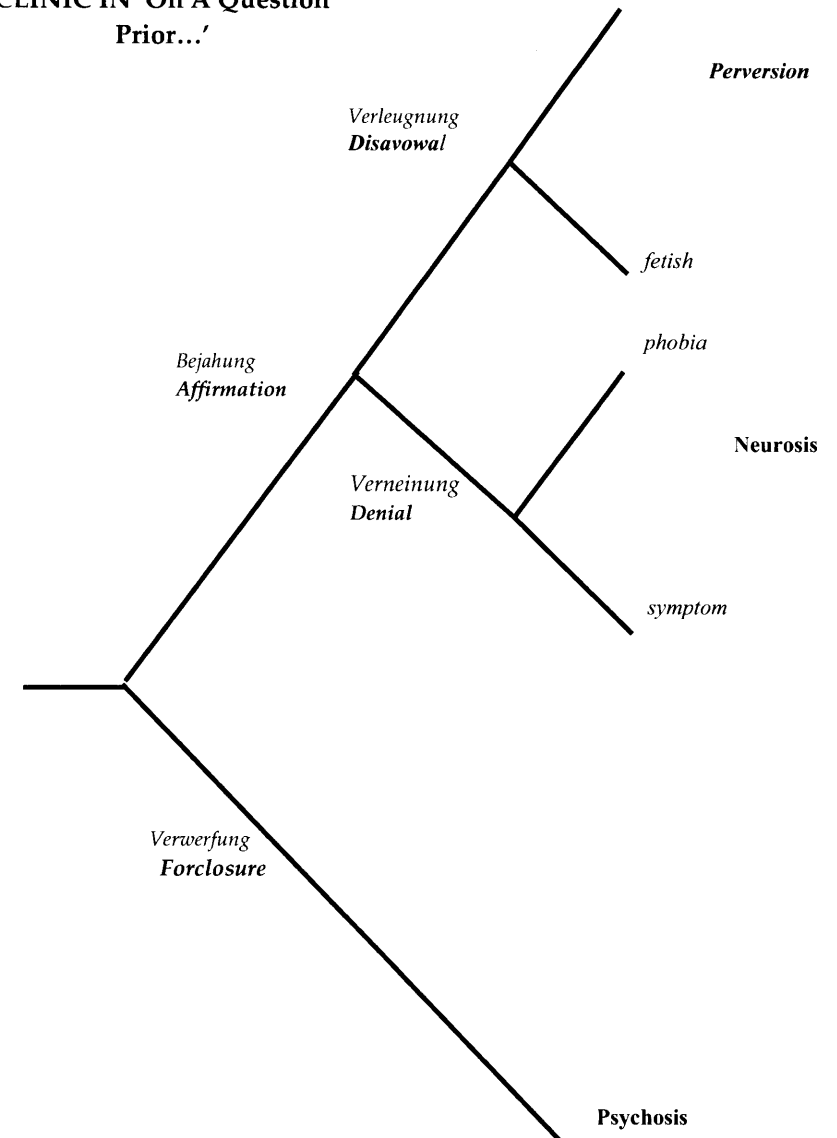 CLINIC IN 'On A Question
Prior...'
Perversion
Verleugnung
Disavowal
fetish
phobia
Bejahung
Affirmation
Neurosis
Verneinung
Denial
symptom
Verwerfung
Forclosure
Psychosis